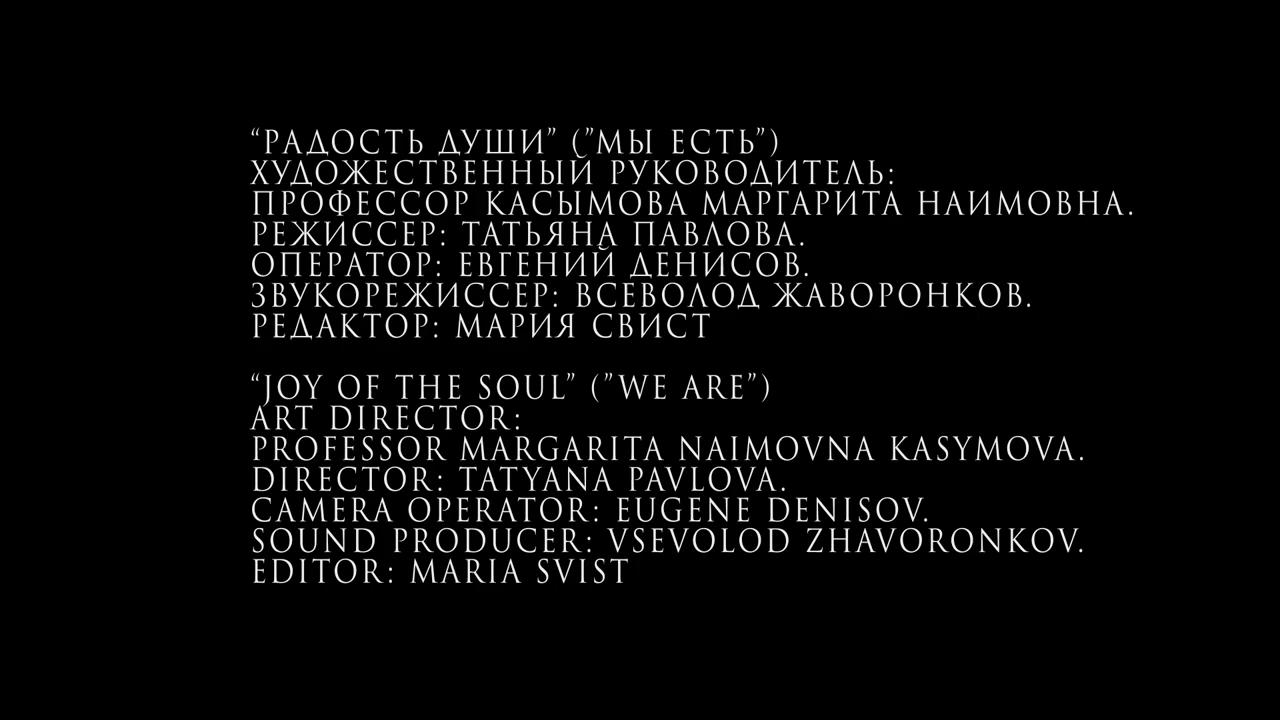 “РАДОСТЬ ДУШИ” (”МЫ ЕСТЬ”)
ХУДОЖЕСТВЕННЫЙ РУКОВОДИТЕЛЬ:
ПРОФЕССОР КАСЫМОВА МАРГАРИТА НАИМОВНА.
РЕЖИССЕР: ТАТЬЯНА ПАВЛОВА.
ОПЕРАТОР: ЕВГЕНИЙ ДЕНИСОВ.
ЗВУКОРЕЖИССЕР: ВСЕВОЛОД ЖАВОРОНКОВ.
РЕДАКТОР: МАРИЯ СВИСТ
“JOY OF THE SOUL” (”WE ARE”)
ART DIRECTOR:
PROFESSOR MARGARITA NAIMOVNA KASYMOVA.
DIRECTOR: TATYANA PAVLOVA.
CAMERA OPERATOR: EUGENE DENISOV.
SOUND PRODUCER: VSEVOLOD ZHAVORONKOV.
EDITOR: MARIA SVIST